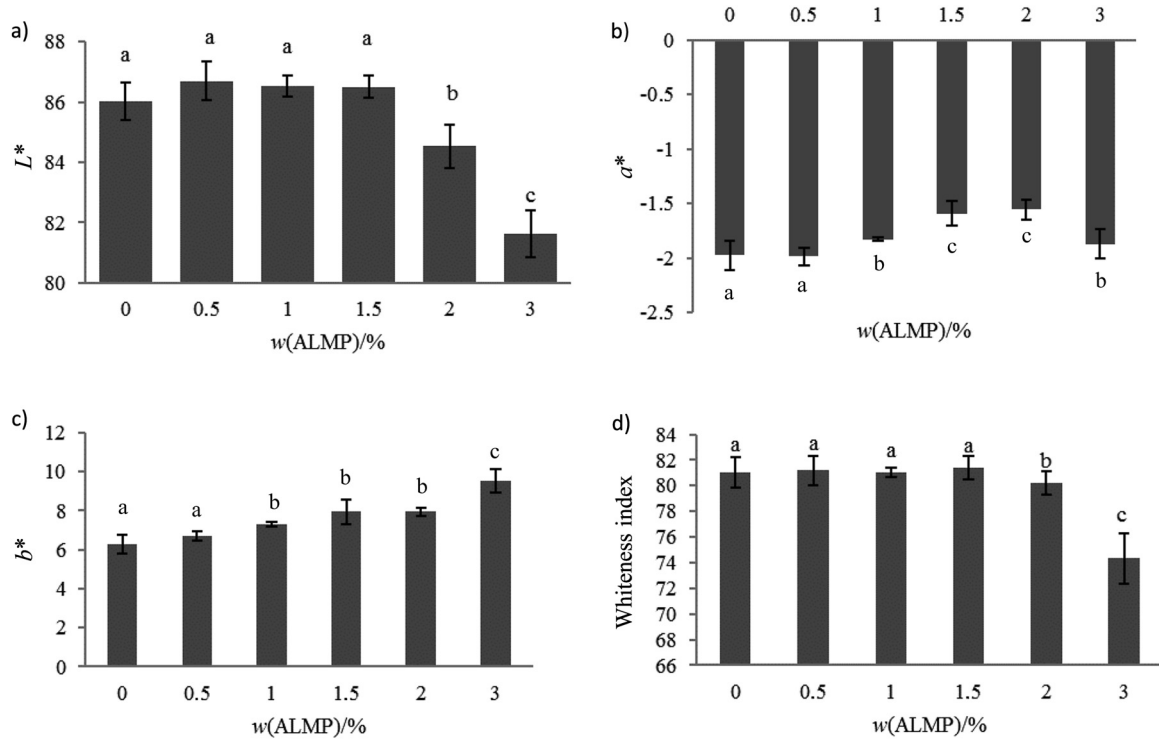 a)
a a a a b c
88
86
84
82
80
L*
0 0.5 1 1.5 2 3
w(ALMP)/%
b)
0 0.5 1 1.5 2 3
0
-0.5
-1
-1.5
-2
-2.5
a*
a a b c c b
w(ALMP)/%
c)
12
10
8
6
4
2
0
b*
a a b b b c
0 0.5 1 1.5 2 3
w(ALMP)/%
d)
84
82
80
78
76
74
72
70
68
66
Whiteness index
a a a a b c
0 0.5 1 1.5 2 3
w(ALMP)/%